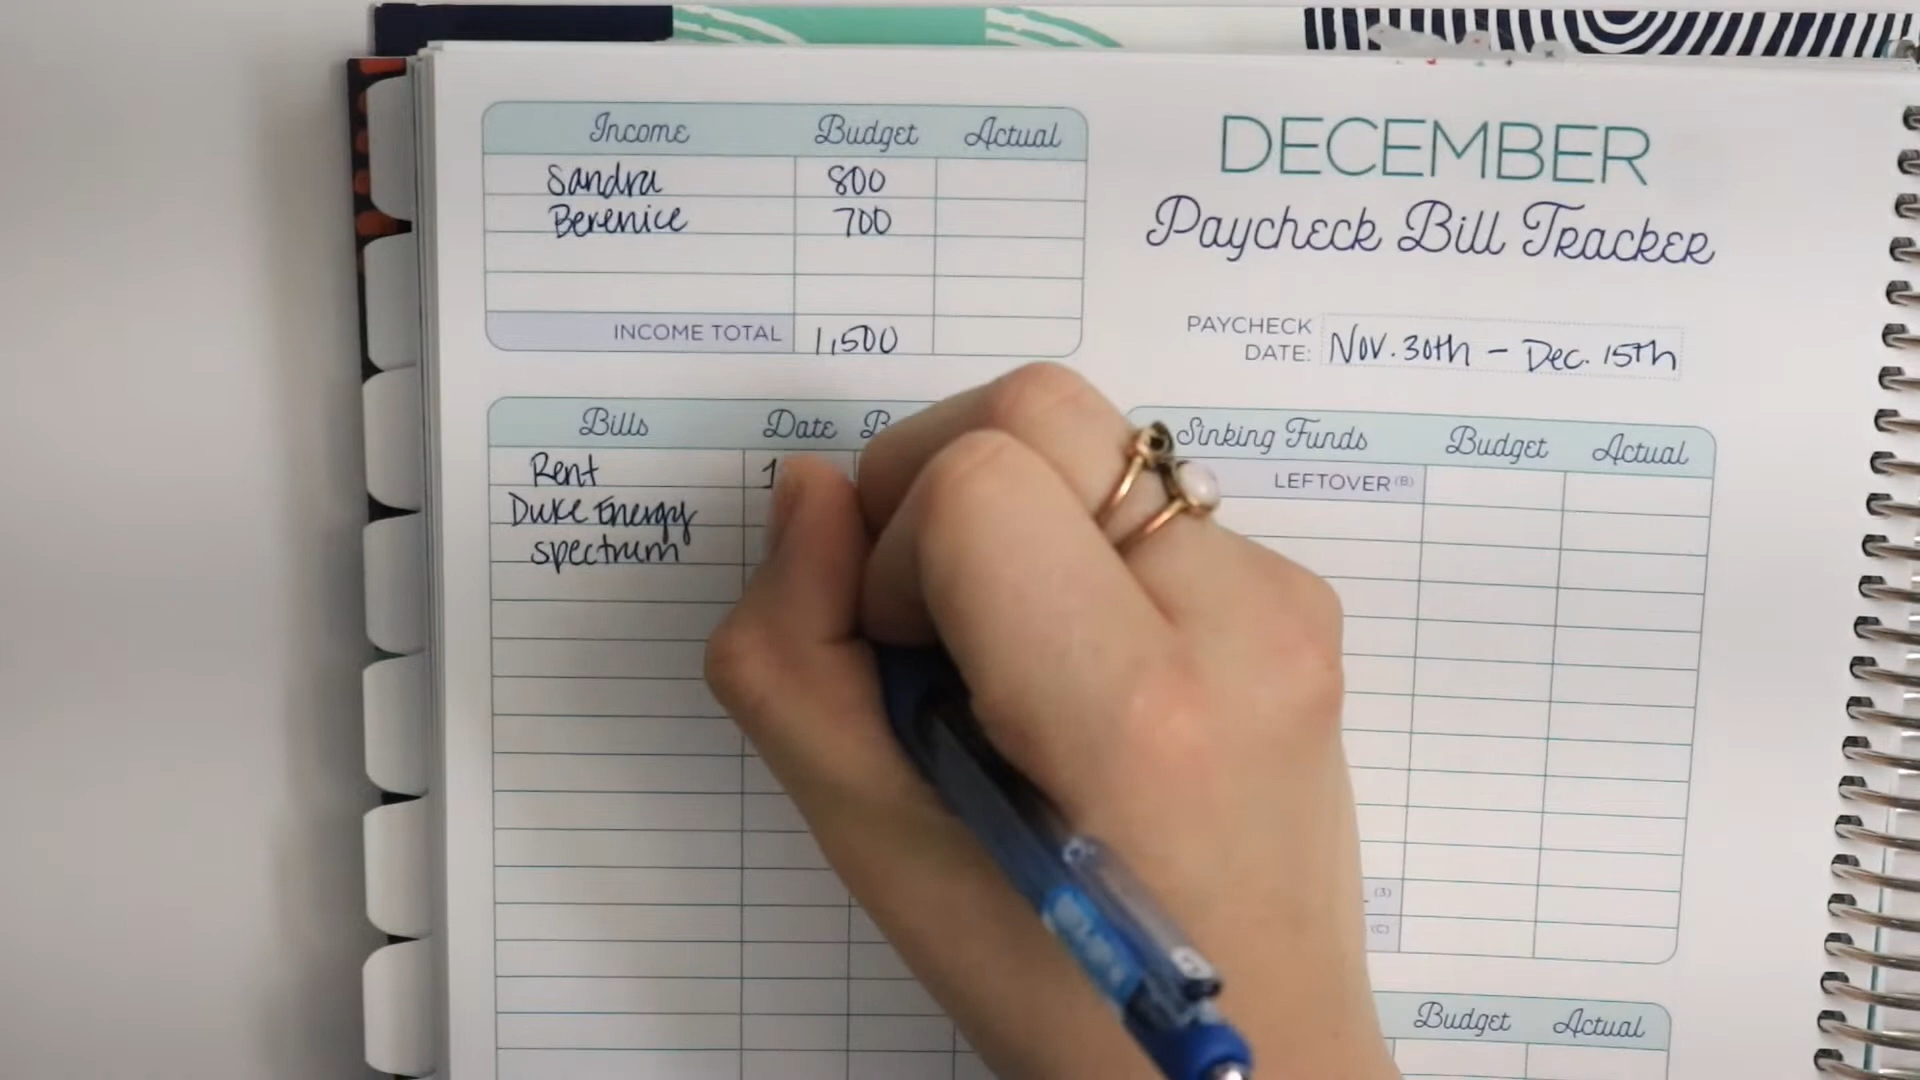 Income Budget Actual
Sandra 800
Berenice 700
INCOME TOTAL 1,500
DECEMBER
Paycheck Bill Tracker
PAYCHECK
DATE: Nov. 30th - Dec. 15th
Bills Date
Rent
Duke Energy
spectrum
Sinking Funds Budget Actual
LEFTOVER (B)
(3)
(C)
Budget Actual